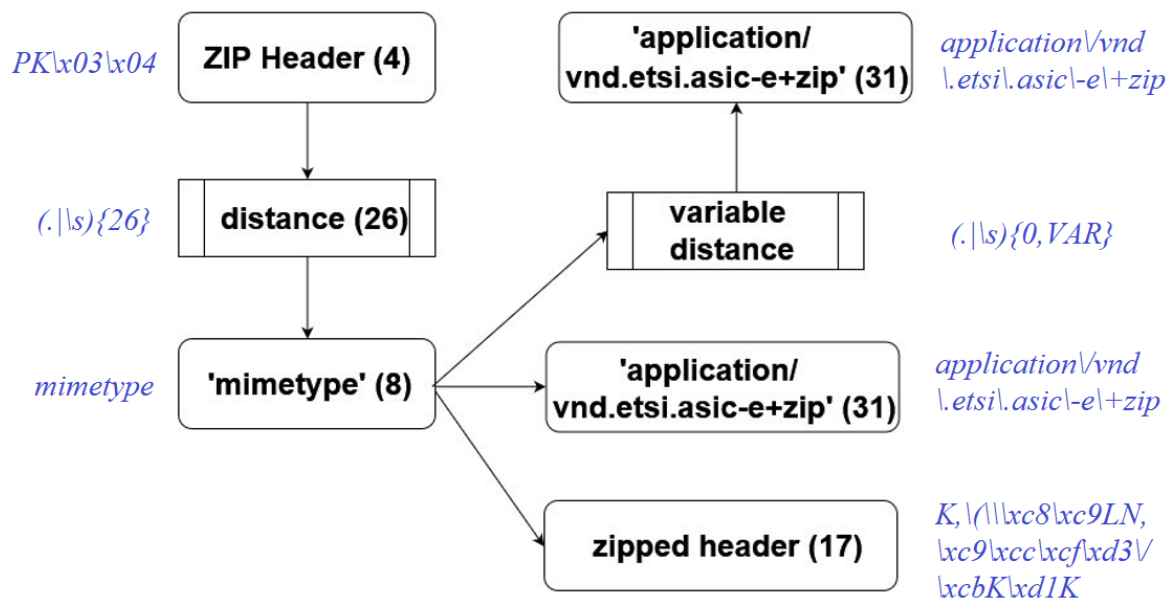 PK\x03\x04
ZIP Header (4)
'application/
vnd.etsi.asic-e+zip' (31)
application\/vnd
\.etsi\.asic\-e\+zip
(.|\s){26}
distance (26)
variable
distance
(.|\s){0,VAR}
mimetype
'mimetype' (8)
'application/
vnd.etsi.asic-e+zip' (31)
application\/vnd
\.etsi\.asic\-e\+zip
zipped header (17)
K,\(\\\xc8\xc9LN,
\xc9\xcc\xcf\xd3\/
\xcbK\xd1K